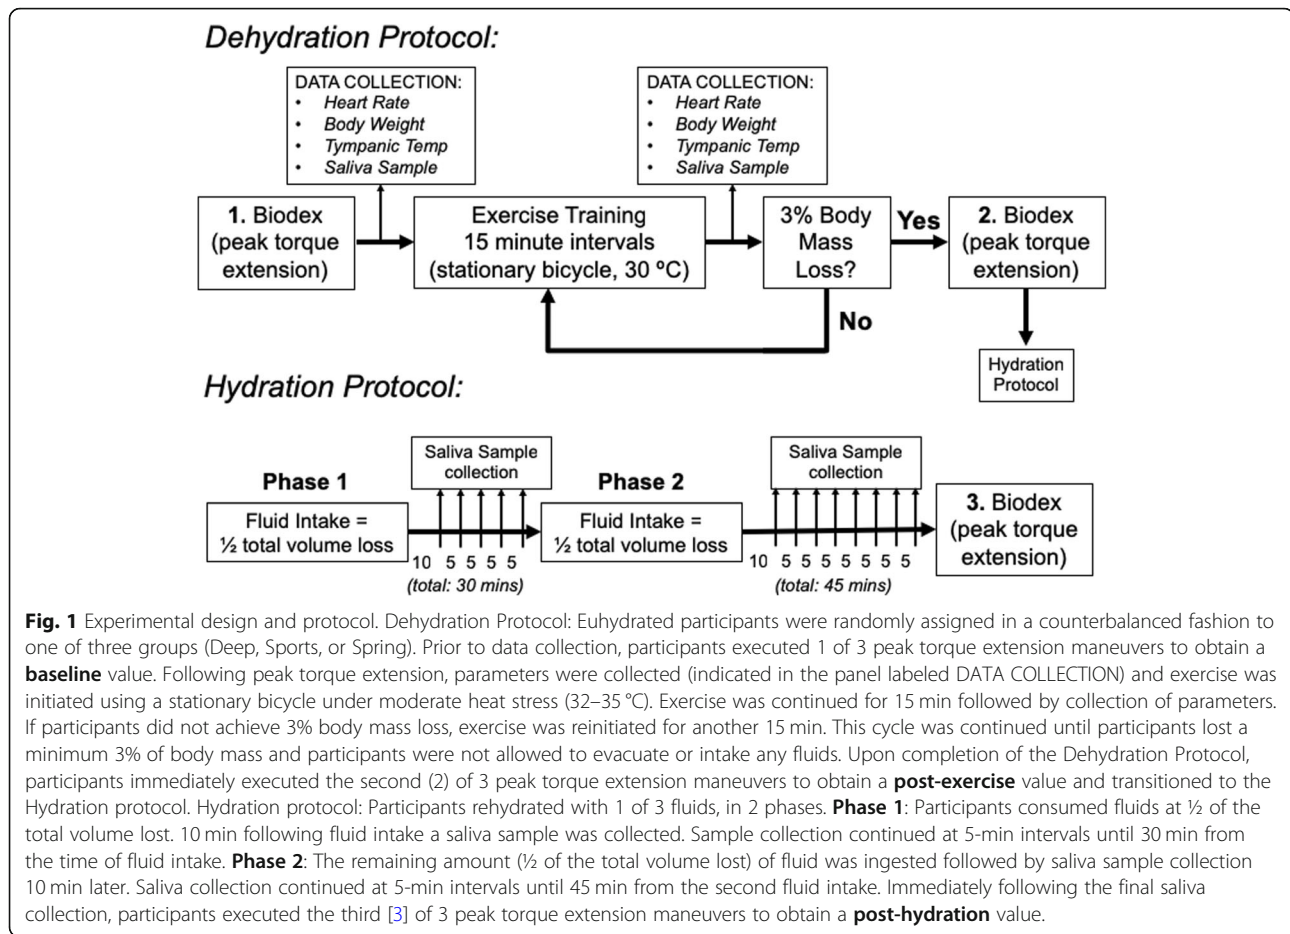 Dehydration Protocol:
DATA COLLECTION:
• Heart Rate
• Body Weight
• Tympanic Temp
• Saliva Sample
DATA COLLECTION:
• Heart Rate
• Body Weight
• Tympanic Temp
• Saliva Sample
1. Biodex
(peak torque
extension)
Exercise Training
15 minute intervals
(stationary bicycle, 30 ºC)
3% Body
Mass
Loss?
Yes
No
2. Biodex
(peak torque
extension)
Hydration
Protocol
Hydration Protocol:
Phase 1
Fluid Intake =
½ total volume loss
Saliva Sample
collection
10 5 5 5 5
(total: 30 mins)
Phase 2
Fluid Intake =
½ total volume loss
Saliva Sample
collection
10 5 5 5 5 5 5 5
(total: 45 mins)
3. Biodex
(peak torque
extension)
Fig. 1 Experimental design and protocol. Dehydration Protocol: Euhydrated participants were randomly assigned in a counterbalanced fashion to
one of three groups (Deep, Sports, or Spring). Prior to data collection, participants executed 1 of 3 peak torque extension maneuvers to obtain a
baseline value. Following peak torque extension, parameters were collected (indicated in the panel labeled DATA COLLECTION) and exercise was
initiated using a stationary bicycle under moderate heat stress (32–35 °C). Exercise was continued for 15 min followed by collection of parameters.
If participants did not achieve 3% body mass loss, exercise was reinitiated for another 15 min. This cycle was continued until participants lost a
minimum 3% of body mass and participants were not allowed to evacuate or intake any fluids. Upon completion of the Dehydration Protocol,
participants immediately executed the second (2) of 3 peak torque extension maneuvers to obtain a post-exercise value and transitioned to the
Hydration protocol. Hydration protocol: Participants rehydrated with 1 of 3 fluids, in 2 phases. Phase 1: Participants consumed fluids at ½ of the
total volume lost. 10 min following fluid intake a saliva sample was collected. Sample collection continued at 5-min intervals until 30 min from
the time of fluid intake. Phase 2: The remaining amount (½ of the total volume lost) of fluid was ingested followed by saliva sample collection
10 min later. Saliva collection continued at 5-min intervals until 45 min from the second fluid intake. Immediately following the final saliva
collection, participants executed the third [3] of 3 peak torque extension maneuvers to obtain a post-hydration value.